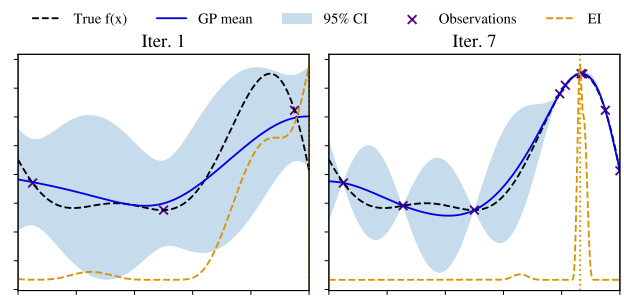 True f(x) GP mean 95% CI Observations EI
Iter. 1 Iter. 7